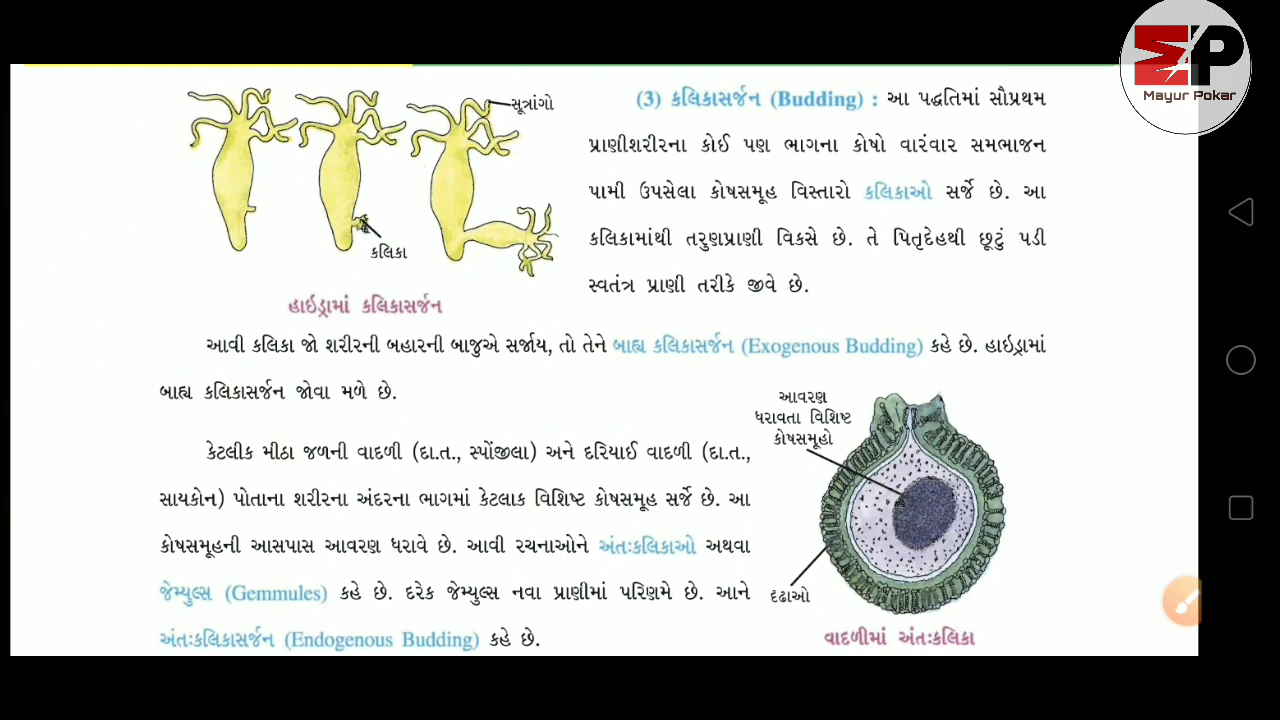 EP
Mayur Pokar
સૂત્રાંગો
કલિકા
હાઇડ્રામાં કલિકાસર્જન
(3) કલિકાસર્જન (Budding) : આ પદ્ધતિમાં સૌપ્રથમ
પ્રાણીશરીરના કોઈ પણ ભાગના કોષો વારંવાર સમભાજન
પામી ઉપસેલા કોષસમૂહ વિસ્તારો કલિકાઓ સર્જે છે. આ
કલિકામાંથી તરુણપ્રાણી વિકસે છે. તે પિતૃદેહથી છૂટું પડી
સ્વતંત્ર પ્રાણી તરીકે જીવે છે.
આવી કલિકા જો શરીરની બહારની બાજુએ સર્જાય, તો તેને બાહ્ય કલિકાસર્જન (Exogenous Budding) કહે છે. હાઇડ્રામાં
બાહ્ય કલિકાસર્જન જોવા મળે છે.
કેટલીક મીઠા જળની વાદળી (દા.ત., સ્પોંજીલા) અને દરિયાઈ વાદળી (દા.ત.,
સાયકોન) પોતાના શરીરના અંદરના ભાગમાં કેટલાક વિશિષ્ટ કોષસમૂહ સર્જે છે. આ
કોષસમૂહની આસપાસ આવરણ ધરાવે છે. આવી રચનાઓને અંતઃકલિકાઓ અથવા
જેમ્યુલ્સ (Gemmules) કહે છે. દરેક જેમ્યુલ્સ નવા પ્રાણીમાં પરિણમે છે. આને
અંતઃકલિકાસર્જન (Endogenous Budding) કહે છે.
આવરણ
ધરાવતા વિશિષ્ટ
કોષસમૂહો
દંઢાઓ
વાદળીમાં અંતઃકલિકા